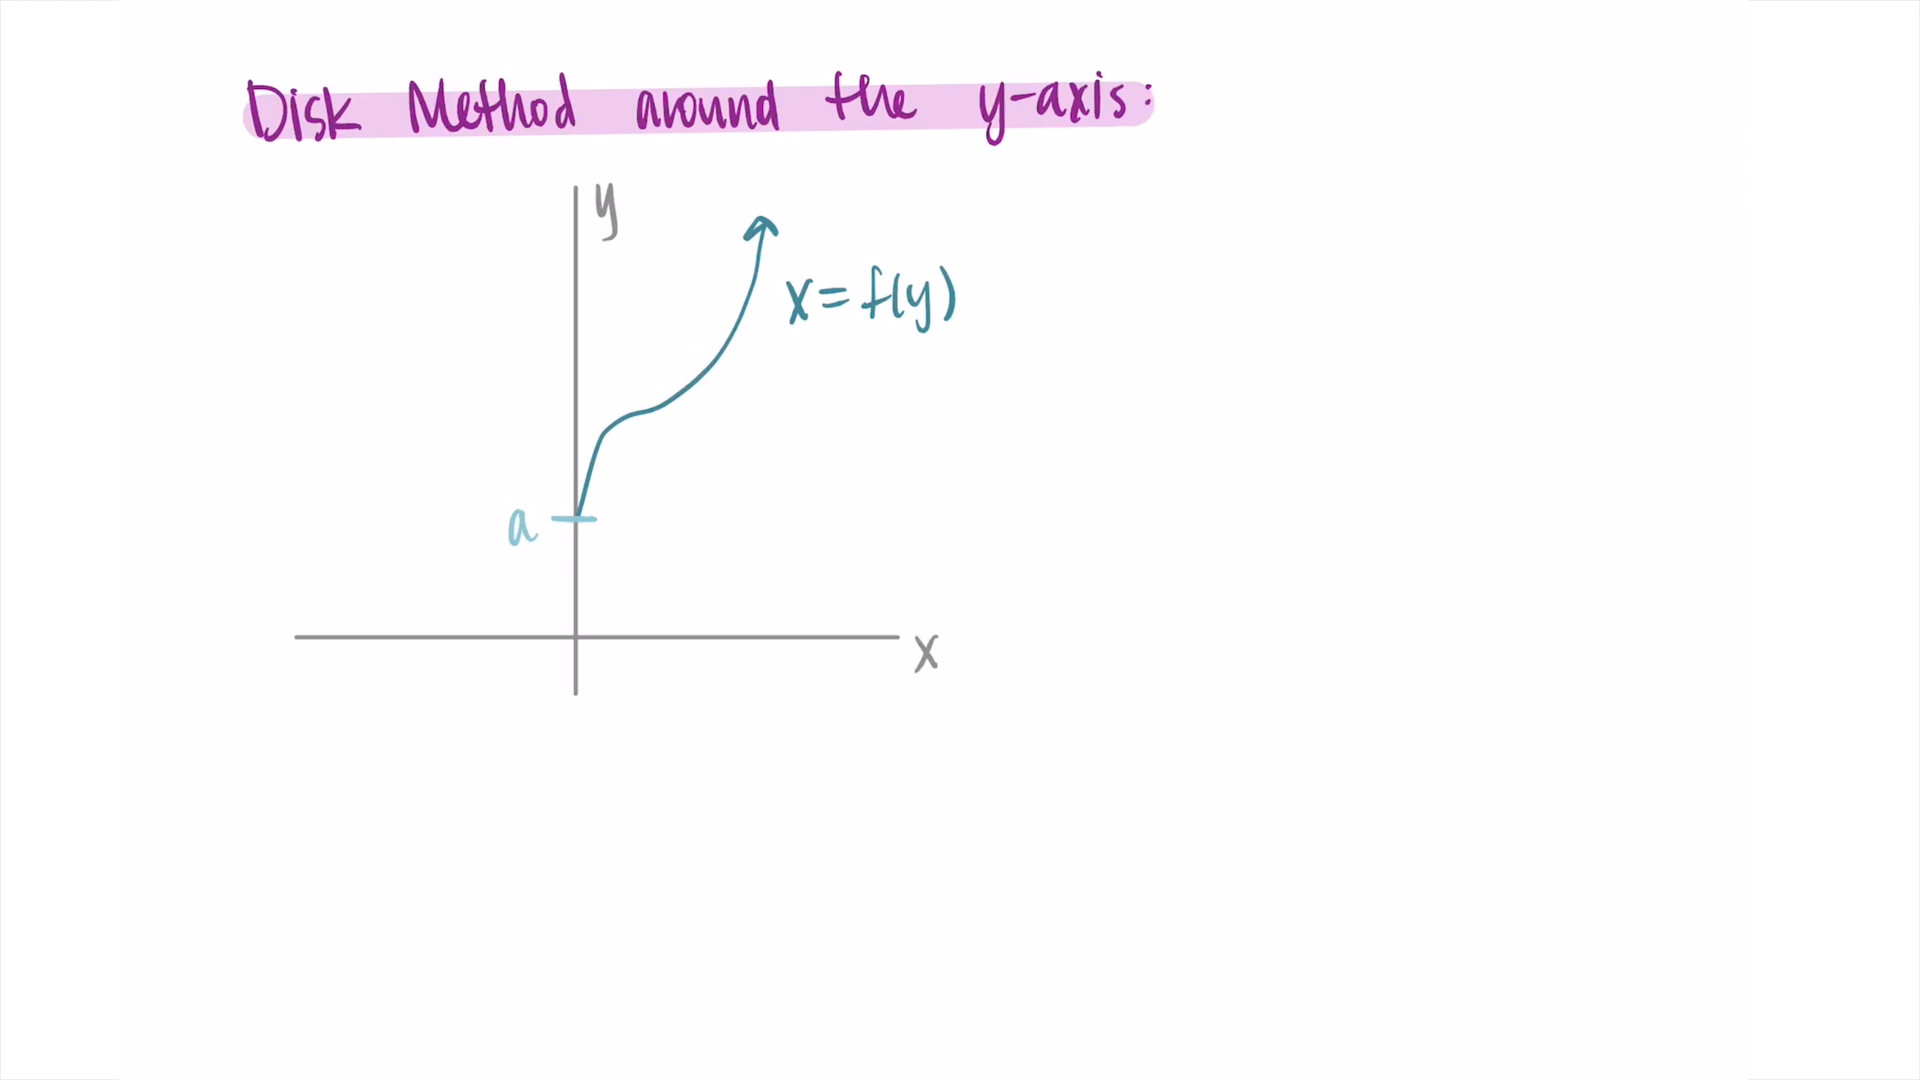 Disk Method around the y-axis:
y
x=f(y)
a
x